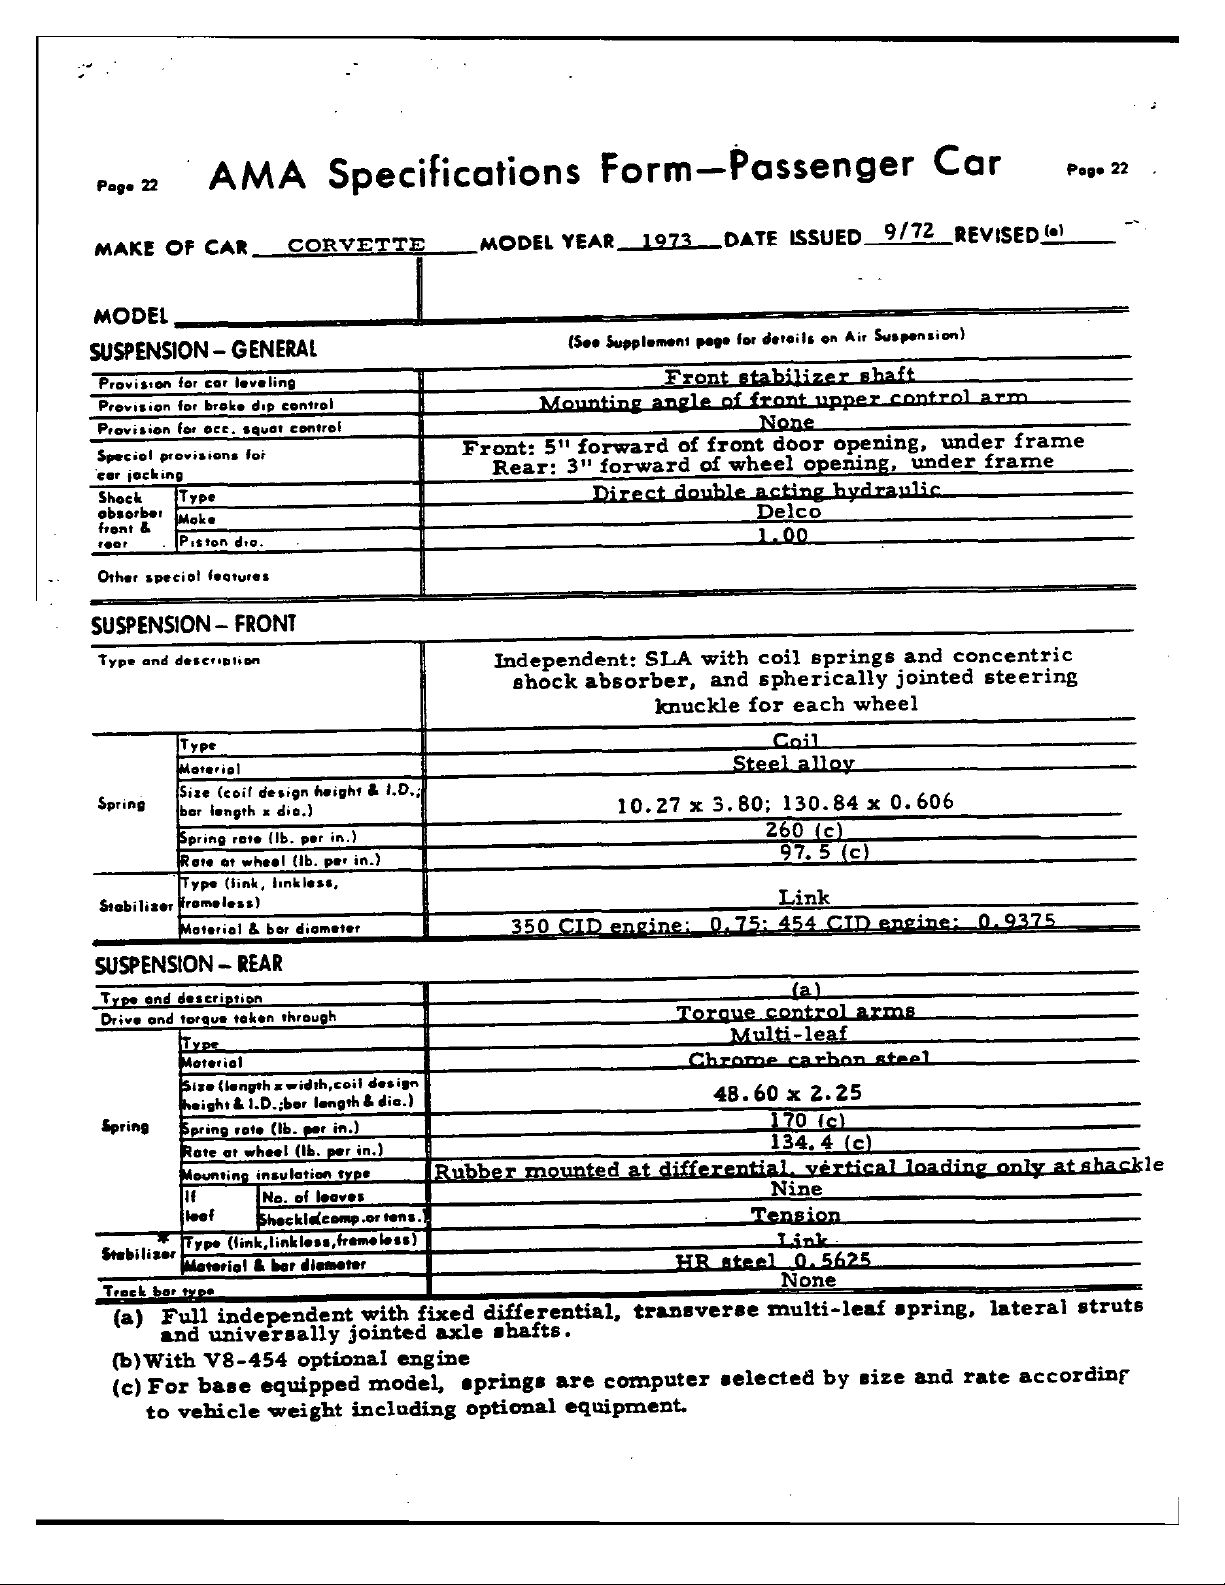 Page 22 AMA Specifications Form—Passenger Car Page 22
MAKE OF CAR CORVETTE MODEL YEAR 1973 DATE ISSUED 9/72 REVISED (•)
MODEL
SUSPENSION – GENERAL (See Supplement page for details on Air Suspension)
Provision for car leveling Front stabilizer shaft
Provision for brake dip control Mounting angle of front upper control arm
Provision for acc. squat control None
Special provisions for car jacking Front: 5" forward of front door opening, under frame
Rear: 3" forward of wheel opening, under frame
Shock absorber front & rear Type Direct double acting hydraulic
Make Delco
Piston dia. 1.00
Other special features
SUSPENSION – FRONT
Type and description Independent: SLA with coil springs and concentric
shock absorber, and spherically jointed steering
knuckle for each wheel
Spring Type Coil
Material Steel alloy
Size (coil design height & I.D.;
bar length x dia.) 10.27 x 3.80; 130.84 x 0.606
Spring rate (lb. per in.) 260 (c)
Rate at wheel (lb. per in.) 97.5 (c)
Stabilizer Type (link, linkless,
frameless) Link
Material & bar diameter 350 CID engine: 0.75; 454 CID engine: 0.9375
SUSPENSION – REAR
Type and description (a)
Drive and torque taken through Torque control arms
Spring Type Multi-leaf
Material Chrome carbon steel
Size (length x width, coil design
height & I.D.; bar length & dia.) 48.60 x 2.25
Spring rate (lb. per in.) 170 (c)
Rate at wheel (lb. per in.) 134.4 (c)
Mounting insulation type Rubber mounted at differential, vertical loading only at shackle
If leaf No. of leaves Nine
Shackle (comp. or tens.) Tension
Stabilizer * Type (link, linkless, frameless) Link
Material & bar diameter HR steel 0.5625
Track bar type None
(a) Full independent with fixed differential, transverse multi-leaf spring, lateral struts
and universally jointed axle shafts.
(b) With V8-454 optional engine
(c) For base equipped model, springs are computer selected by size and rate according
to vehicle weight including optional equipment.